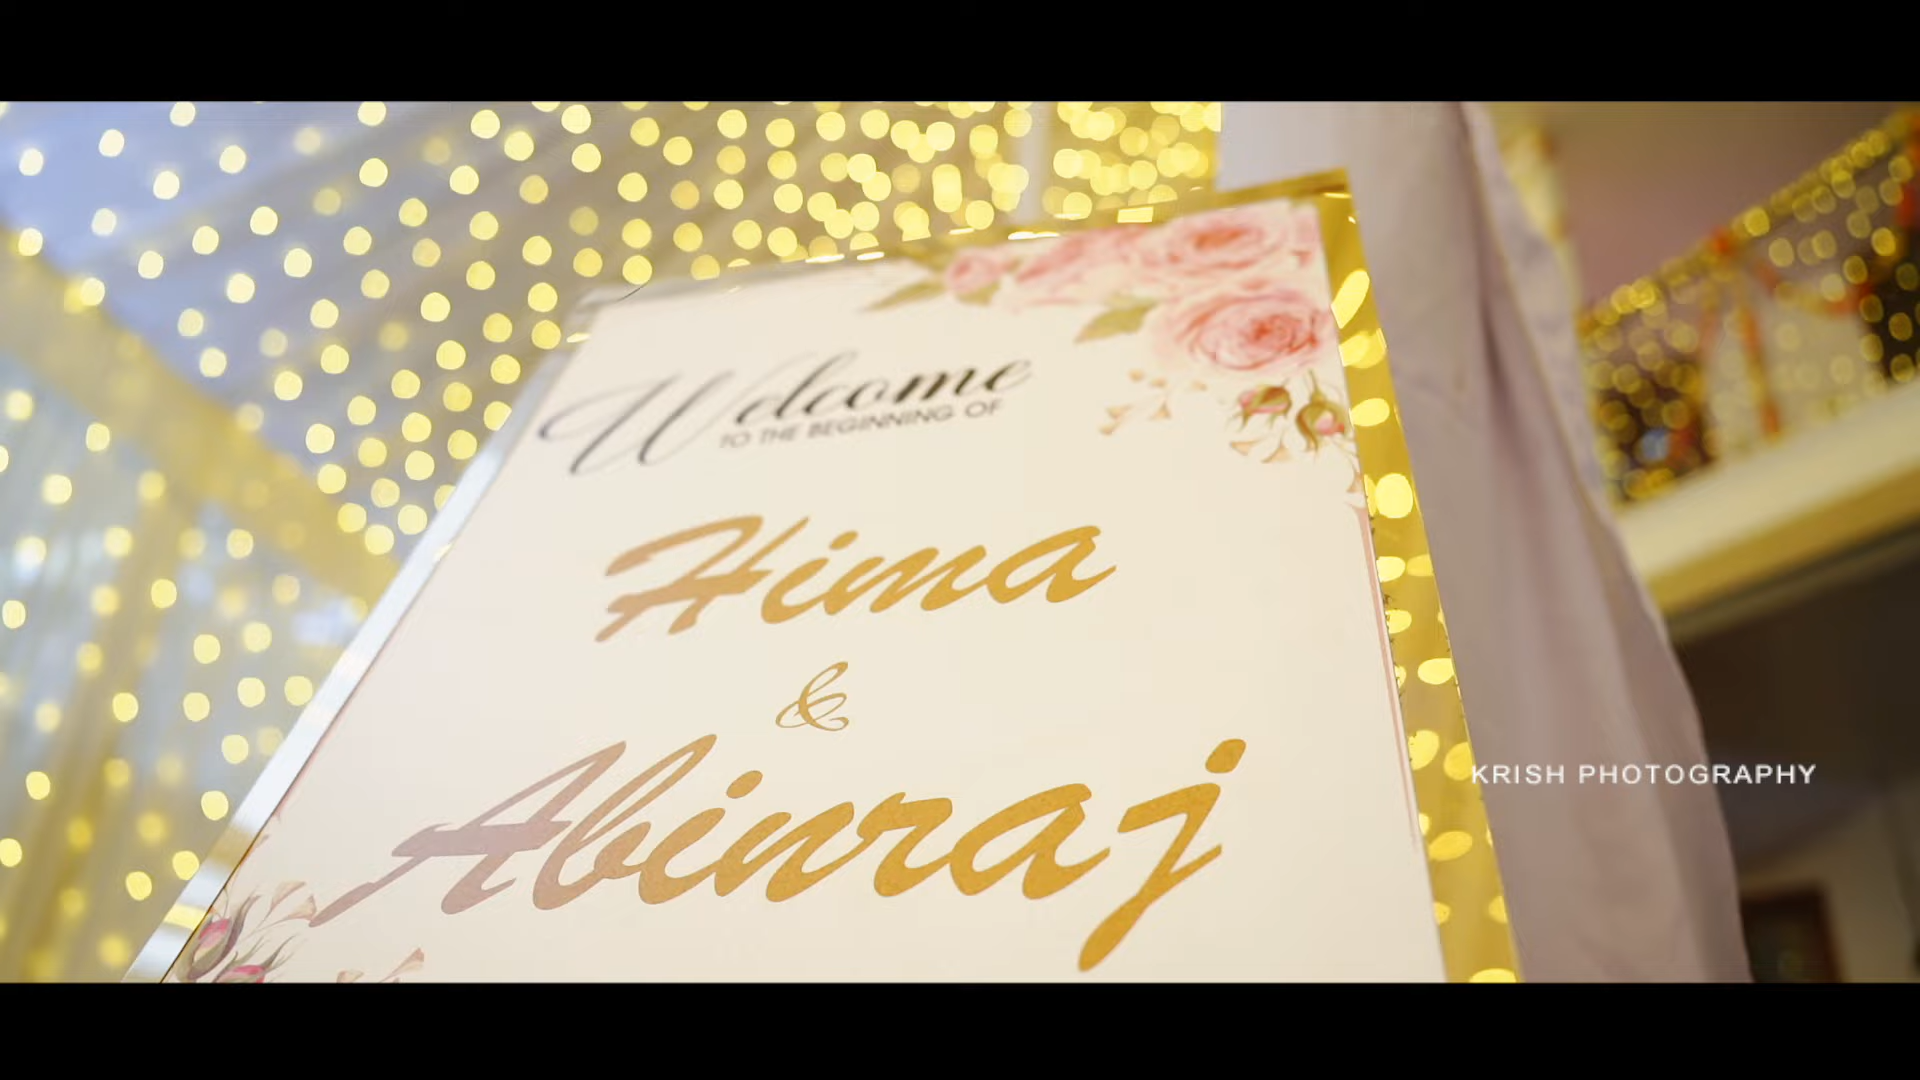 Welcome
TO THE BEGINNING OF
Hima
&
Abinraj
KRISH PHOTOGRAPHY